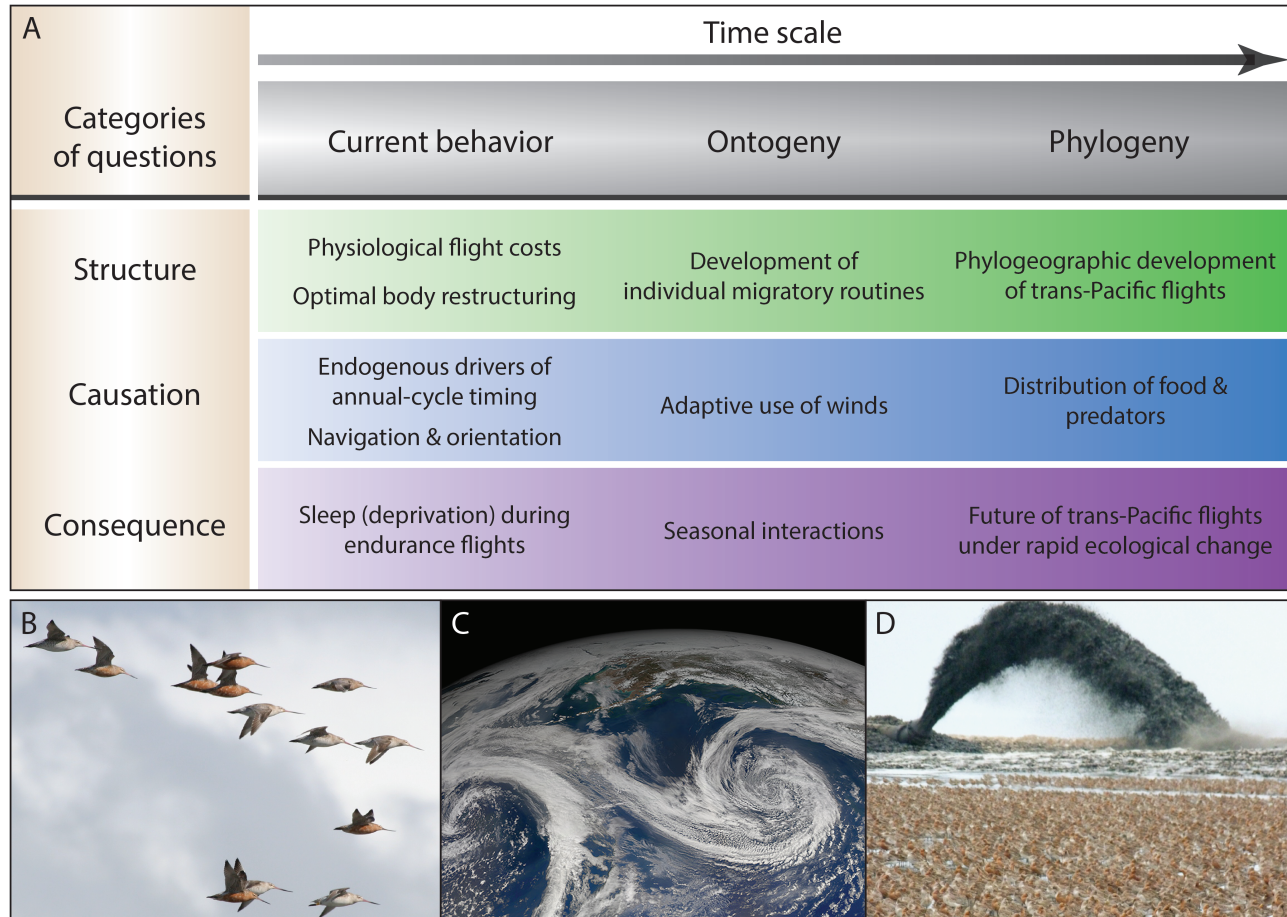 A
Time scale
Categories
of questions
Current behavior
Ontogeny
Phylogeny
Structure
Physiological flight costs
Optimal body restructuring
Development of
individual migratory routines
Phylogeographic development
of trans-Pacific flights
Causation
Endogenous drivers of
annual-cycle timing
Navigation & orientation
Adaptive use of winds
Distribution of food &
predators
Consequence
Sleep (deprivation) during
endurance flights
Seasonal interactions
Future of trans-Pacific flights
under rapid ecological change
B
C
D